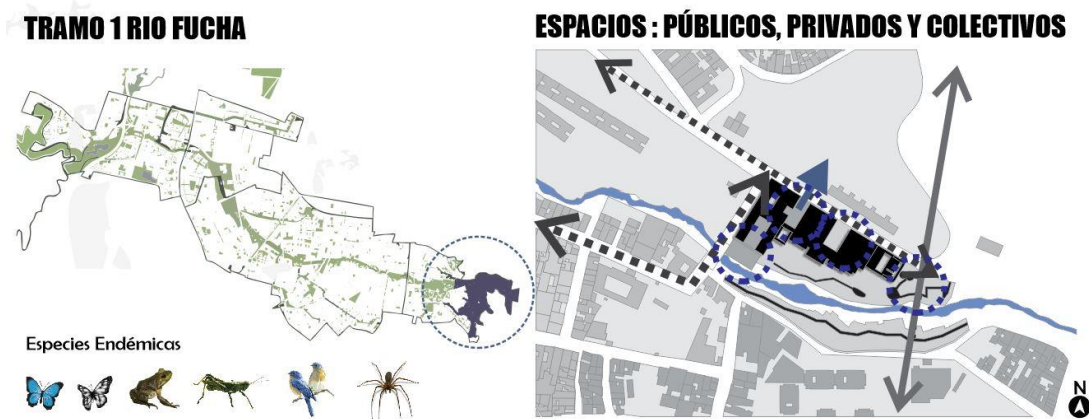 TRAMO 1 RIO FUCHA
ESPACIOS : PÚBLICOS, PRIVADOS Y COLECTIVOS
Especies Endémicas
N